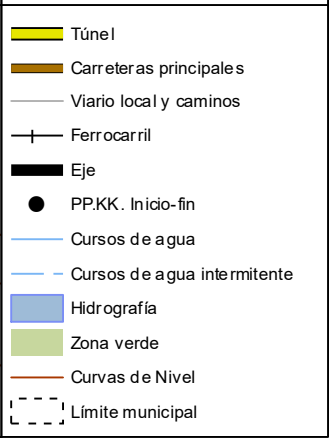 Túnel
Carreteras principales
Viario local y caminos
Ferrocarril
Eje
PP.KK. Inicio-fin
Cursos de agua
Cursos de agua intermitente
Hidrografía
Zona verde
Curvas de Nivel
Límite municipal